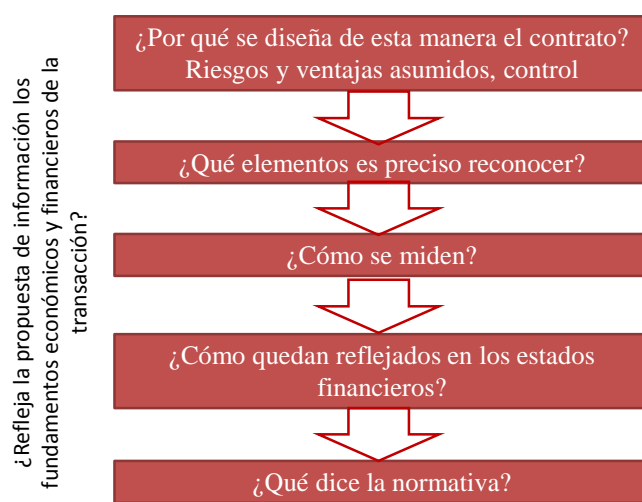 ¿Refleja la propuesta de información los
fundamentos económicos y financieros de la
transacción?
¿Por qué se diseña de esta manera el contrato?
Riesgos y ventajas asumidos, control
¿Qué elementos es preciso reconocer?
¿Cómo se miden?
¿Cómo quedan reflejados en los estados
financieros?
¿Qué dice la normativa?